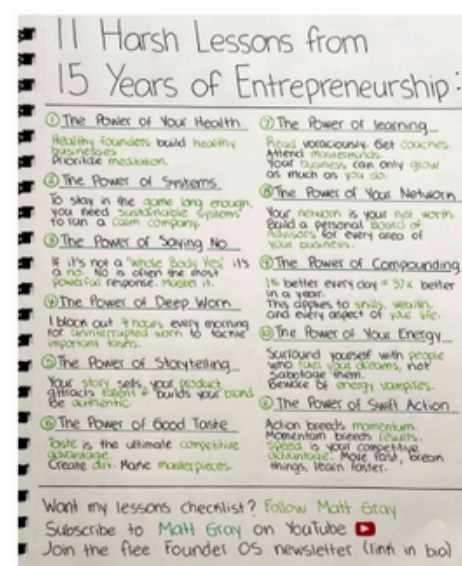 11 Harsh Lessons from
15 Years of Entrepreneurship:
① The Power of Your Health
Healthy founders build healthy
businesses.
Prioritize meditation.
② The Power of Systems
To stay in the game long enough,
you need sustainable systems
to run a calm company.
③ The Power of Saying No
If it's not a "Whole Body Yes" it's
a no. No is often the most
powerful response. Master it.
④ The Power of Deep Work
I block out 4 hours every morning
for uninterrupted work to tackle
important tasks.
⑤ The Power of Storytelling
Your story sells your product,
attracts talent & builds your brand.
Be authentic.
⑥ The Power of Good Taste
Taste is the ultimate competitive
advantage.
Create art. Make masterpieces.
⑦ The Power of learning
Read voraciously. Get coaches.
Attend masterminds.
Your business can only grow
as much as you do.
⑧ The Power of Your Network
Your network is your net worth.
Build a personal board of
advisors for every area of
your business.
⑨ The Power of Compounding
1% better every day = 37x better
in a year.
This applies to skills, wealth,
and every aspect of your life.
⑩ The Power of Your Energy
Surround yourself with people
who fuel your dreams, not
sabotage them.
Beware of energy vampires.
The Power of Swift Action
Action breeds momentum.
Momentum breeds results.
Speed is your competitive
advantage. Move fast, break
things, learn faster.
Want my lessons checklist? Follow Matt Gray
Subscribe to Matt Gray on YouTube
Join the free Founder OS newsletter (link in bio)